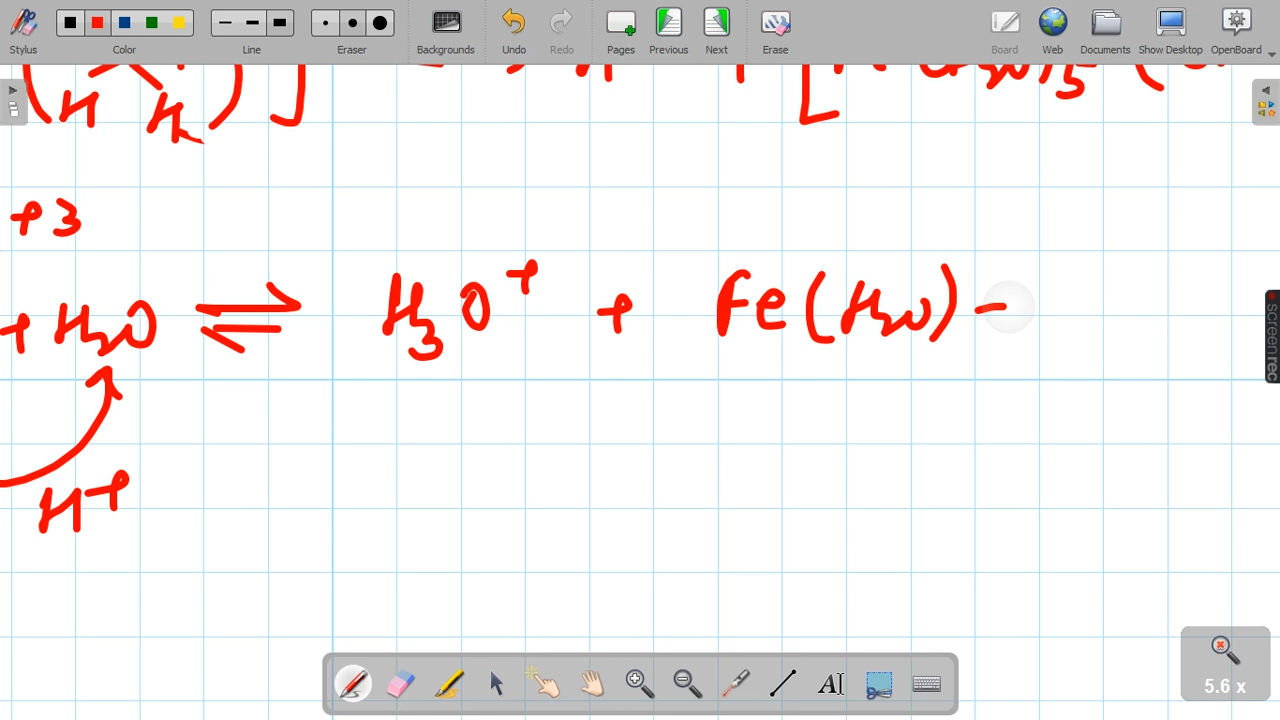 Stylus Color Line Eraser Backgrounds Undo Redo Pages Previous Next Erase Board Web Documents Show Desktop OpenBoard
(H H)]
+3
+ H2O ⇌ H3O+ + Fe(H2O) -
H+
screenrec
5.6 x